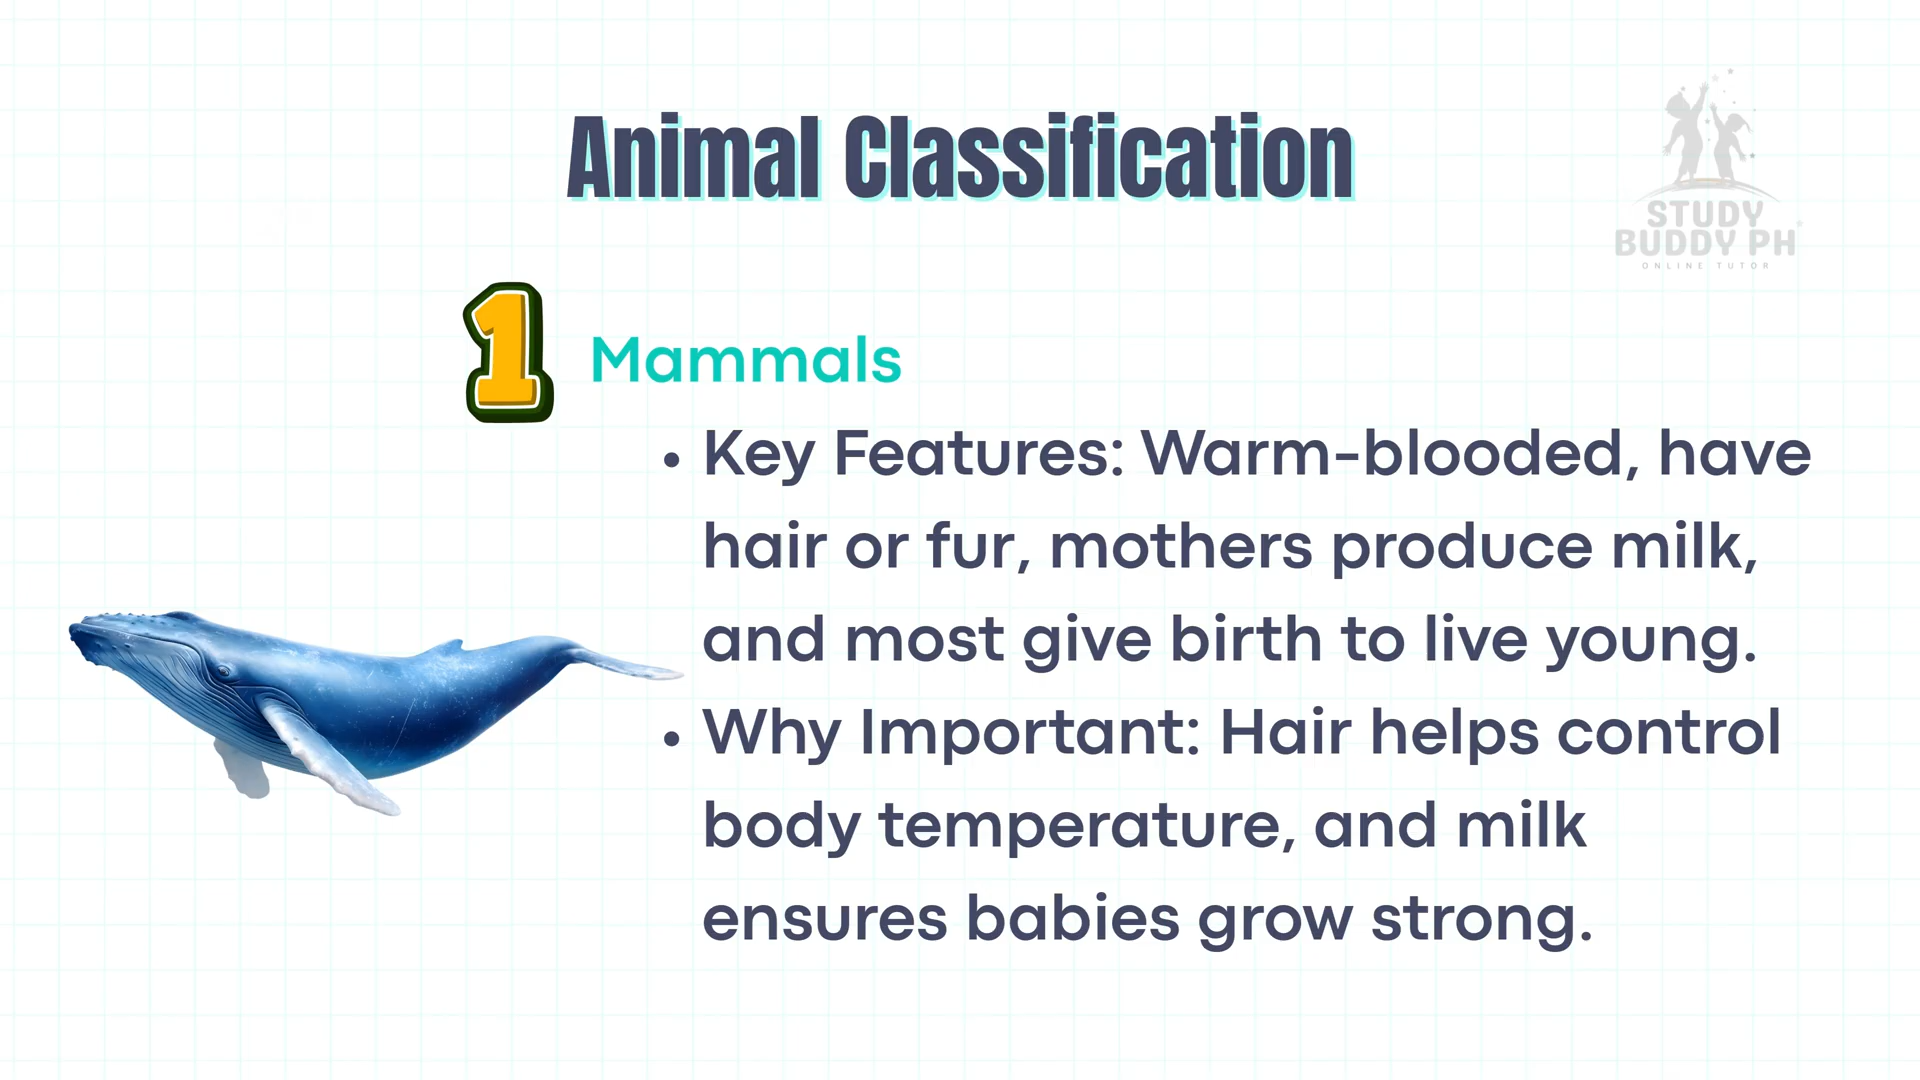 Animal Classification
STUDY
BUDDY PH
ONLINE TUTOR
1
Mammals
• Key Features: Warm-blooded, have
hair or fur, mothers produce milk,
and most give birth to live young.
• Why Important: Hair helps control
body temperature, and milk
ensures babies grow strong.